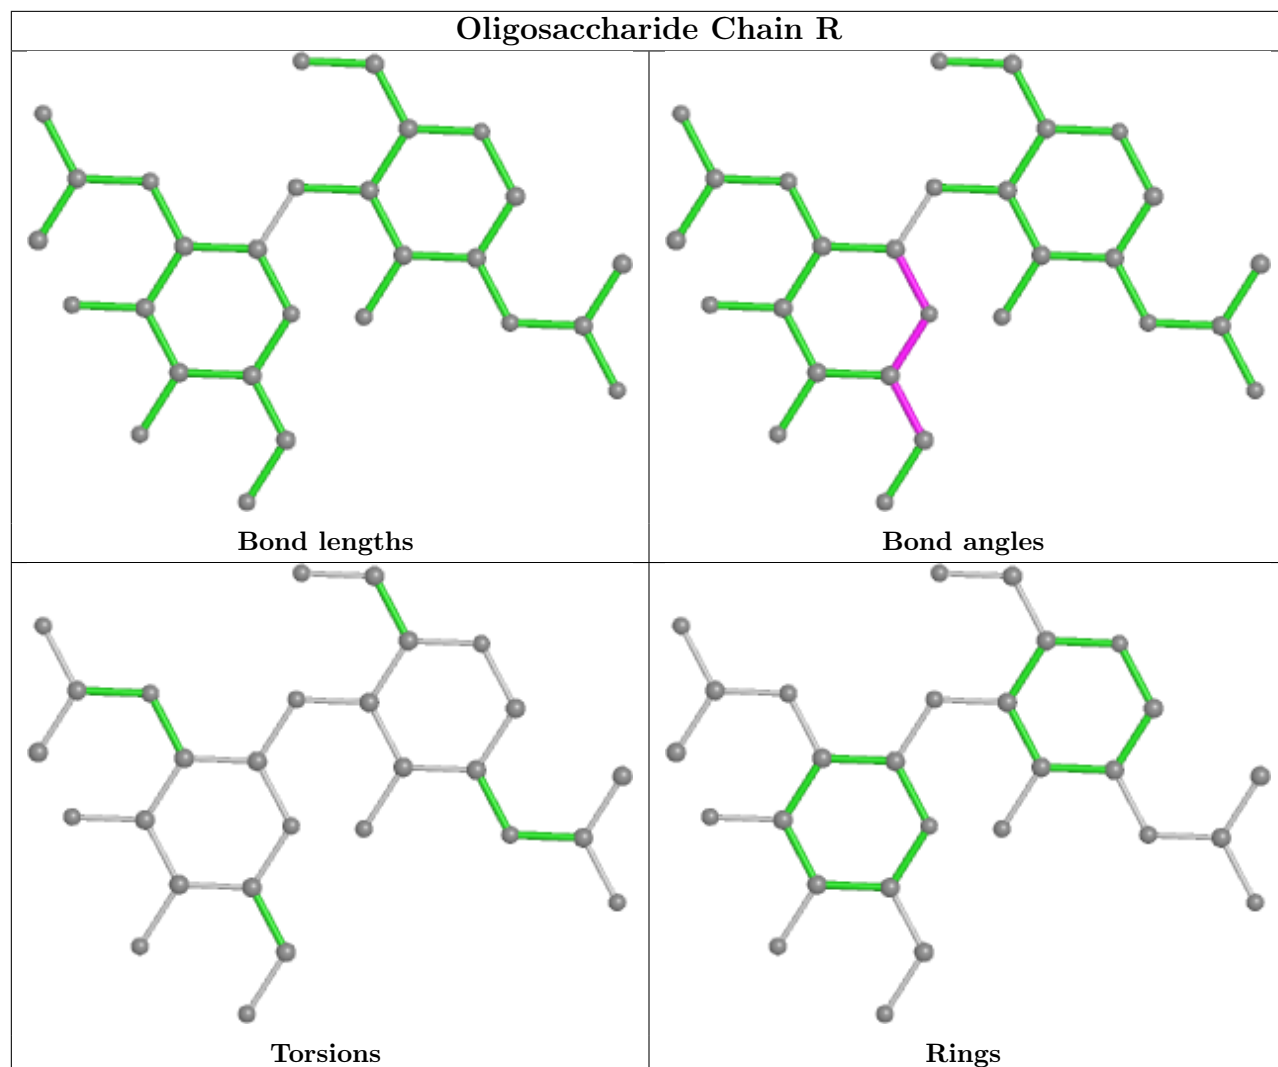 Oligosaccharide Chain R
Bond lengths
Bond angles
Torsions
Rings